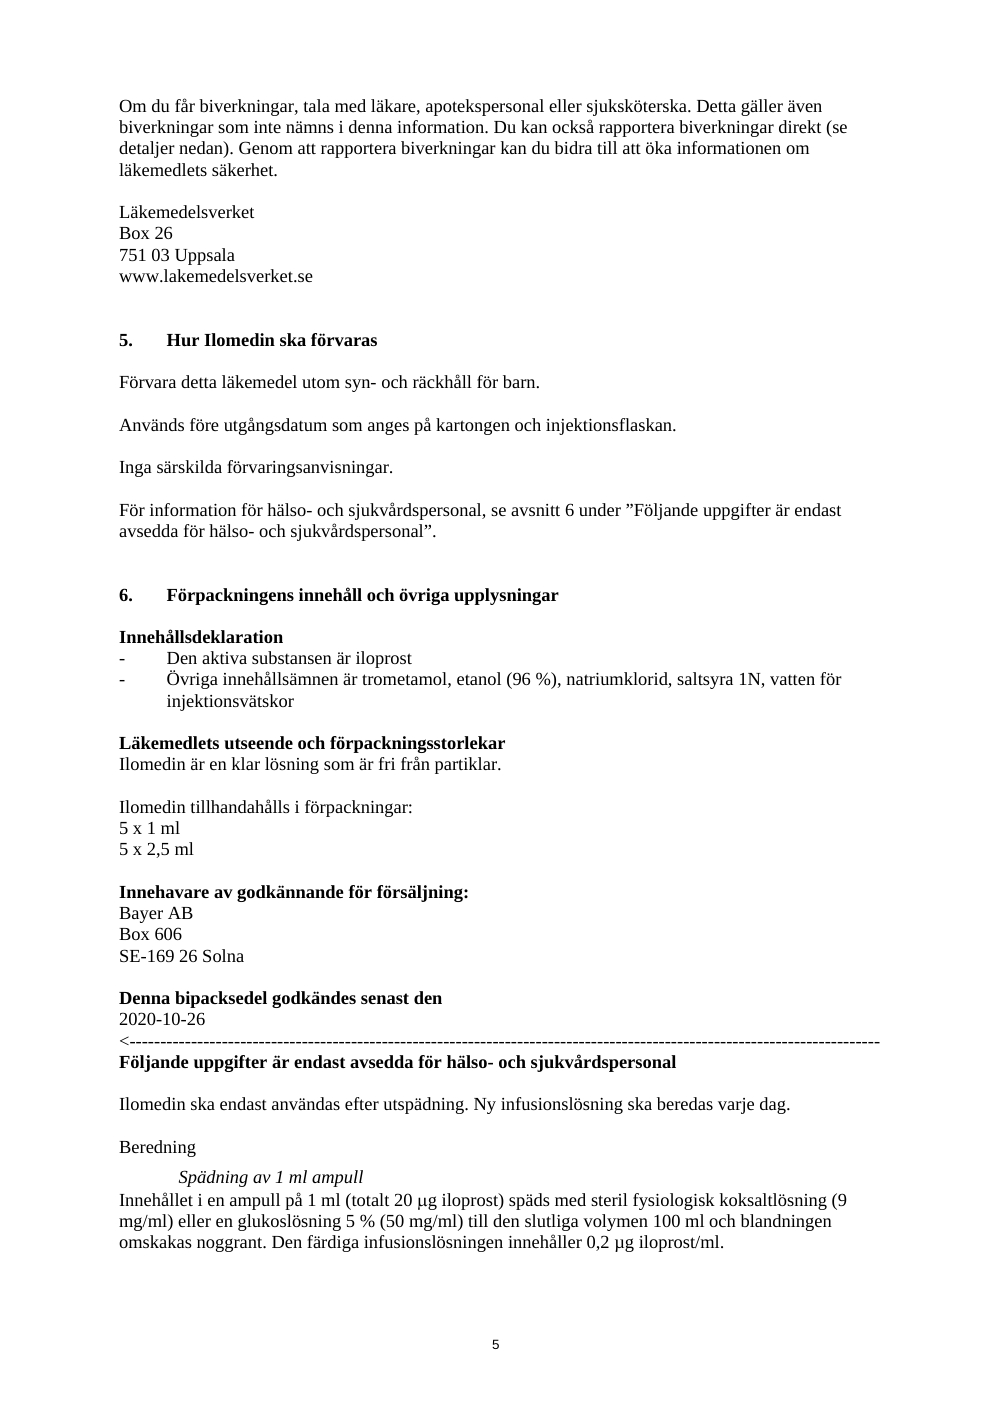 Om du får biverkningar, tala med läkare, apotekspersonal eller sjuksköterska. Detta gäller även
biverkningar som inte nämns i denna information. Du kan också rapportera biverkningar direkt (se
detaljer nedan). Genom att rapportera biverkningar kan du bidra till att öka informationen om
läkemedlets säkerhet.
Läkemedelsverket
Box 26
751 03 Uppsala
www.lakemedelsverket.se
5. Hur Ilomedin ska förvaras
Förvara detta läkemedel utom syn- och räckhåll för barn.
Används före utgångsdatum som anges på kartongen och injektionsflaskan.
Inga särskilda förvaringsanvisningar.
För information för hälso- och sjukvårdspersonal, se avsnitt 6 under ”Följande uppgifter är endast
avsedda för hälso- och sjukvårdspersonal”.
6. Förpackningens innehåll och övriga upplysningar
Innehållsdeklaration
- Den aktiva substansen är iloprost
- Övriga innehållsämnen är trometamol, etanol (96 %), natriumklorid, saltsyra 1N, vatten för
injektionsvätskor
Läkemedlets utseende och förpackningsstorlekar
Ilomedin är en klar lösning som är fri från partiklar.
Ilomedin tillhandahålls i förpackningar:
5 x 1 ml
5 x 2,5 ml
Innehavare av godkännande för försäljning:
Bayer AB
Box 606
SE-169 26 Solna
Denna bipacksedel godkändes senast den
2020-10-26
<---------------------------------------------------------------------------------------------------------------------------
Följande uppgifter är endast avsedda för hälso- och sjukvårdspersonal
Ilomedin ska endast användas efter utspädning. Ny infusionslösning ska beredas varje dag.
Beredning
Spädning av 1 ml ampull
Innehållet i en ampull på 1 ml (totalt 20 µg iloprost) späds med steril fysiologisk koksaltlösning (9
mg/ml) eller en glukoslösning 5 % (50 mg/ml) till den slutliga volymen 100 ml och blandningen
omskakas noggrant. Den färdiga infusionslösningen innehåller 0,2 µg iloprost/ml.
5